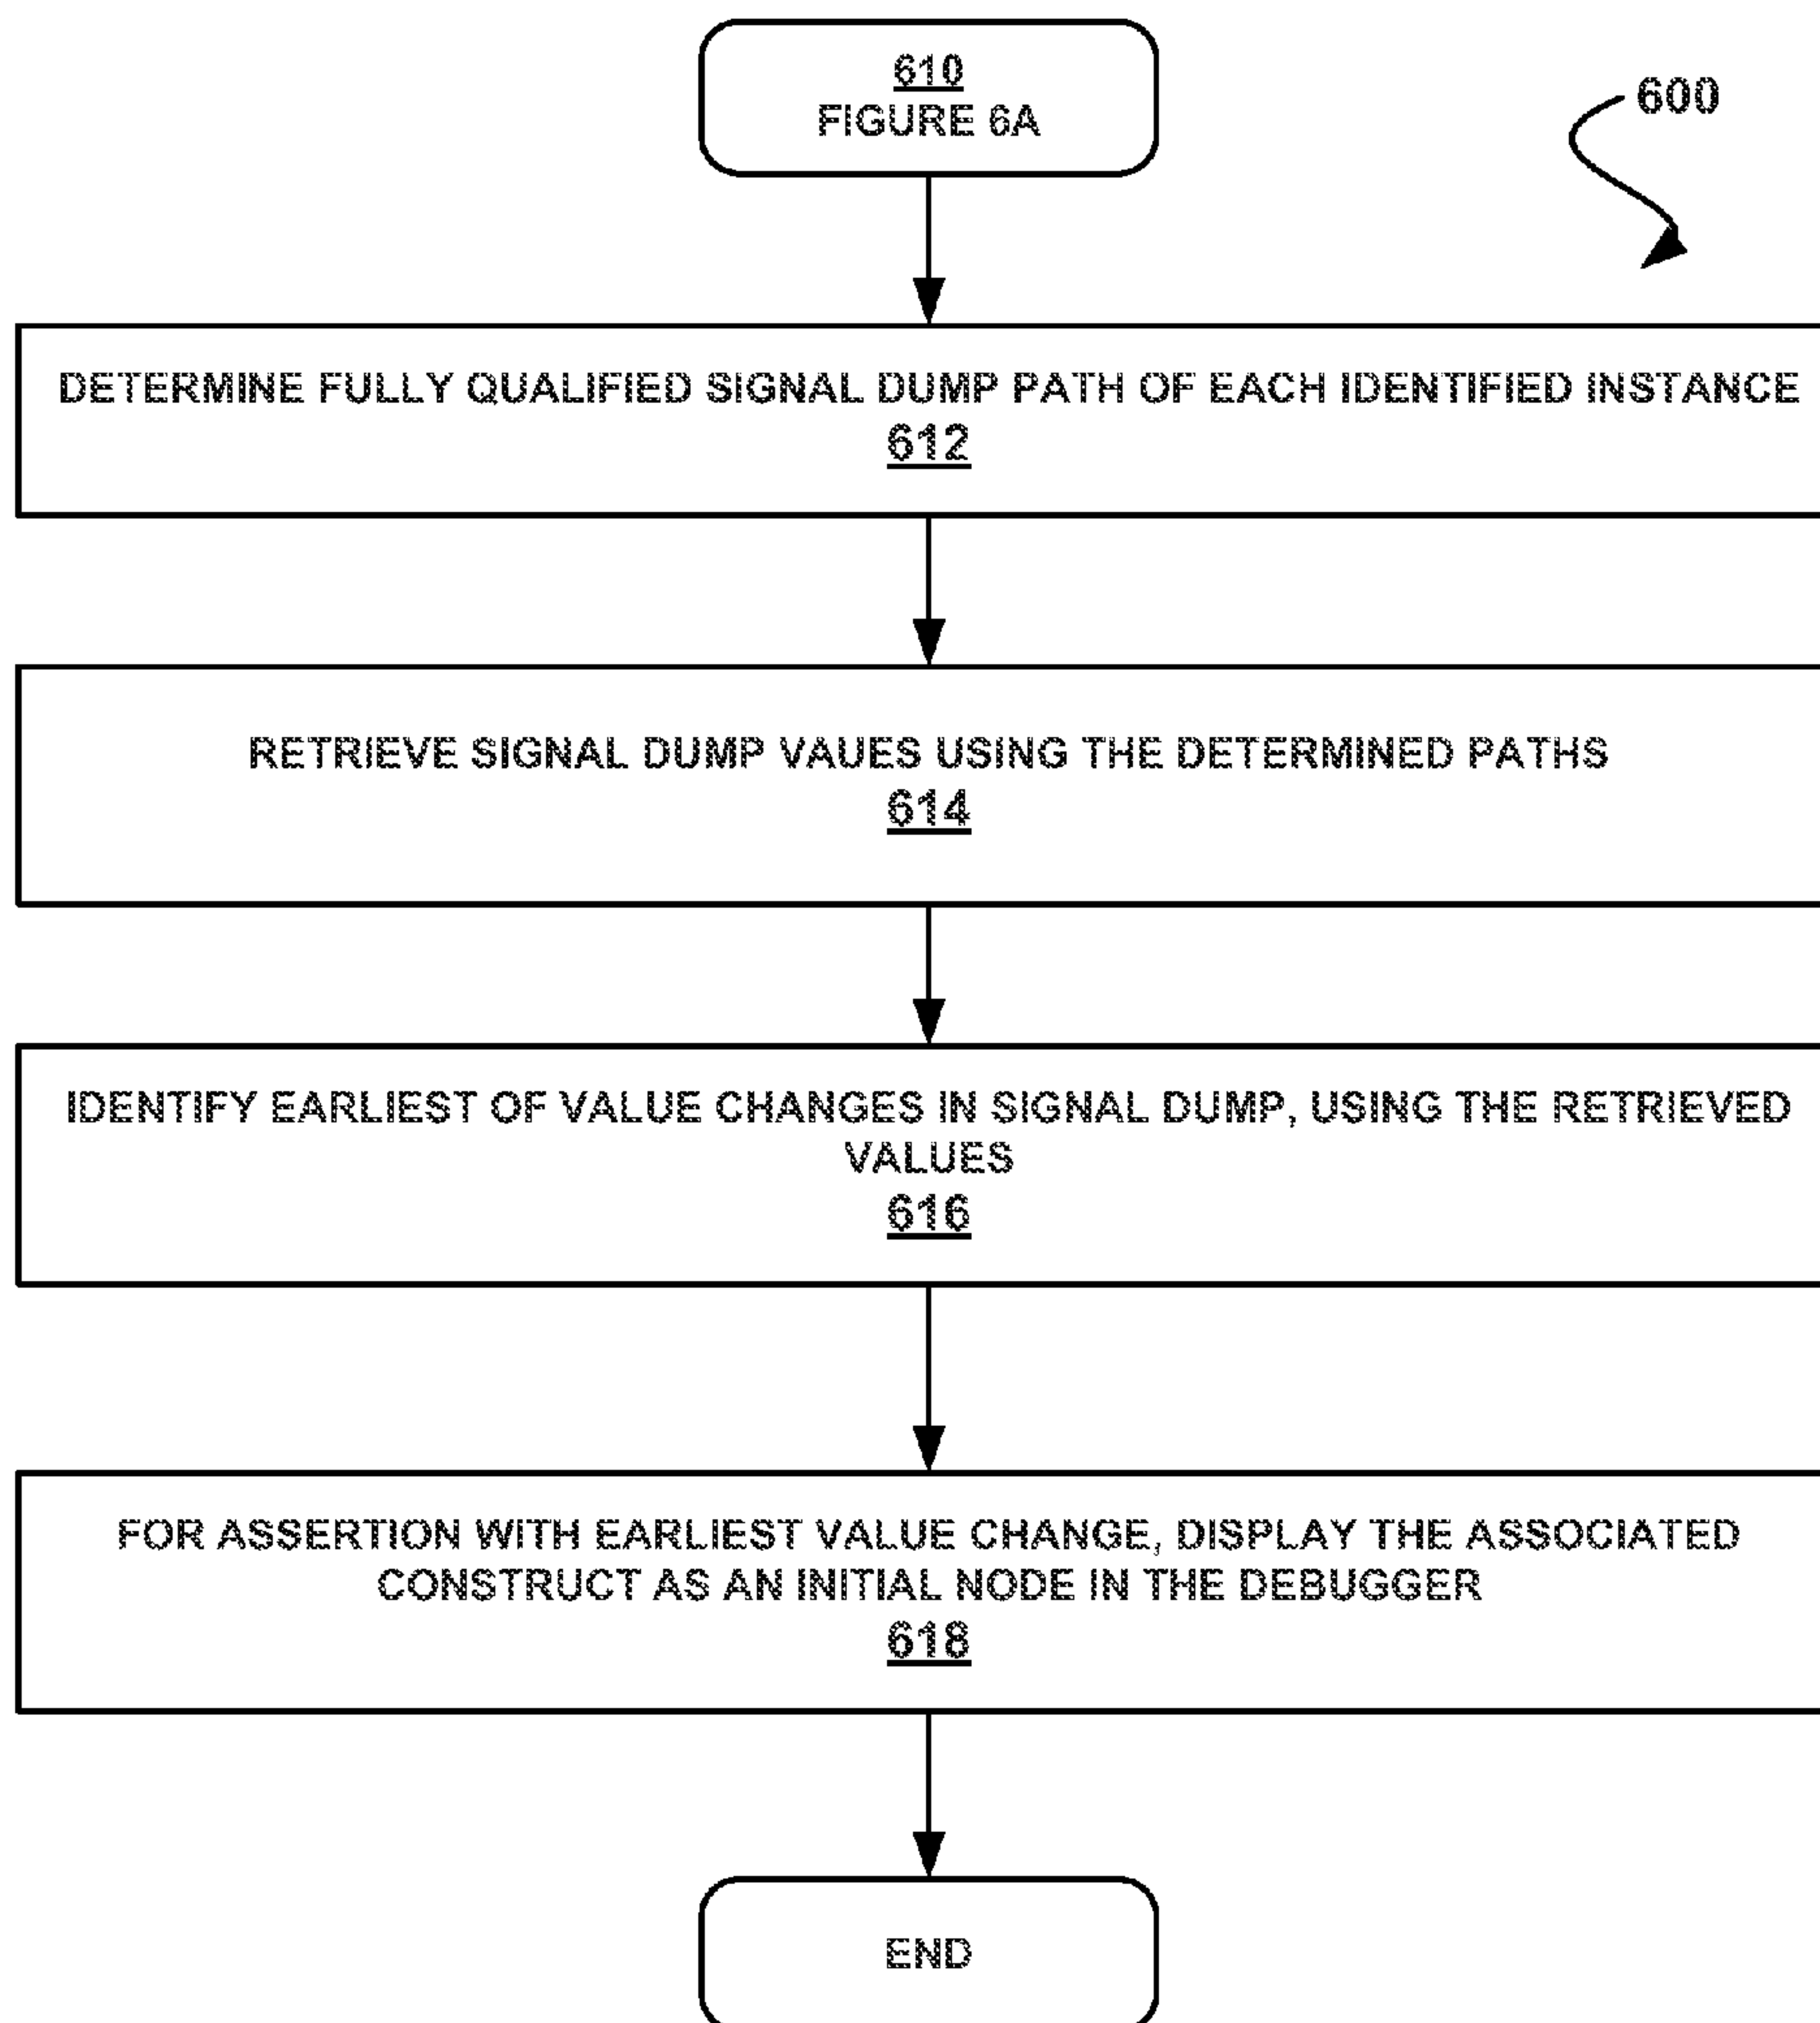 610
FIGURE 6A
600
DETERMINE FULLY QUALIFIED SIGNAL DUMP PATH OF EACH IDENTIFIED INSTANCE
612
RETRIEVE SIGNAL DUMP VAUES USING THE DETERMINED PATHS
614
IDENTIFY EARLIEST OF VALUE CHANGES IN SIGNAL DUMP, USING THE RETRIEVED
VALUES
616
FOR ASSERTION WITH EARLIEST VALUE CHANGE, DISPLAY THE ASSOCIATED
CONSTRUCT AS AN INITIAL NODE IN THE DEBUGGER
618
END